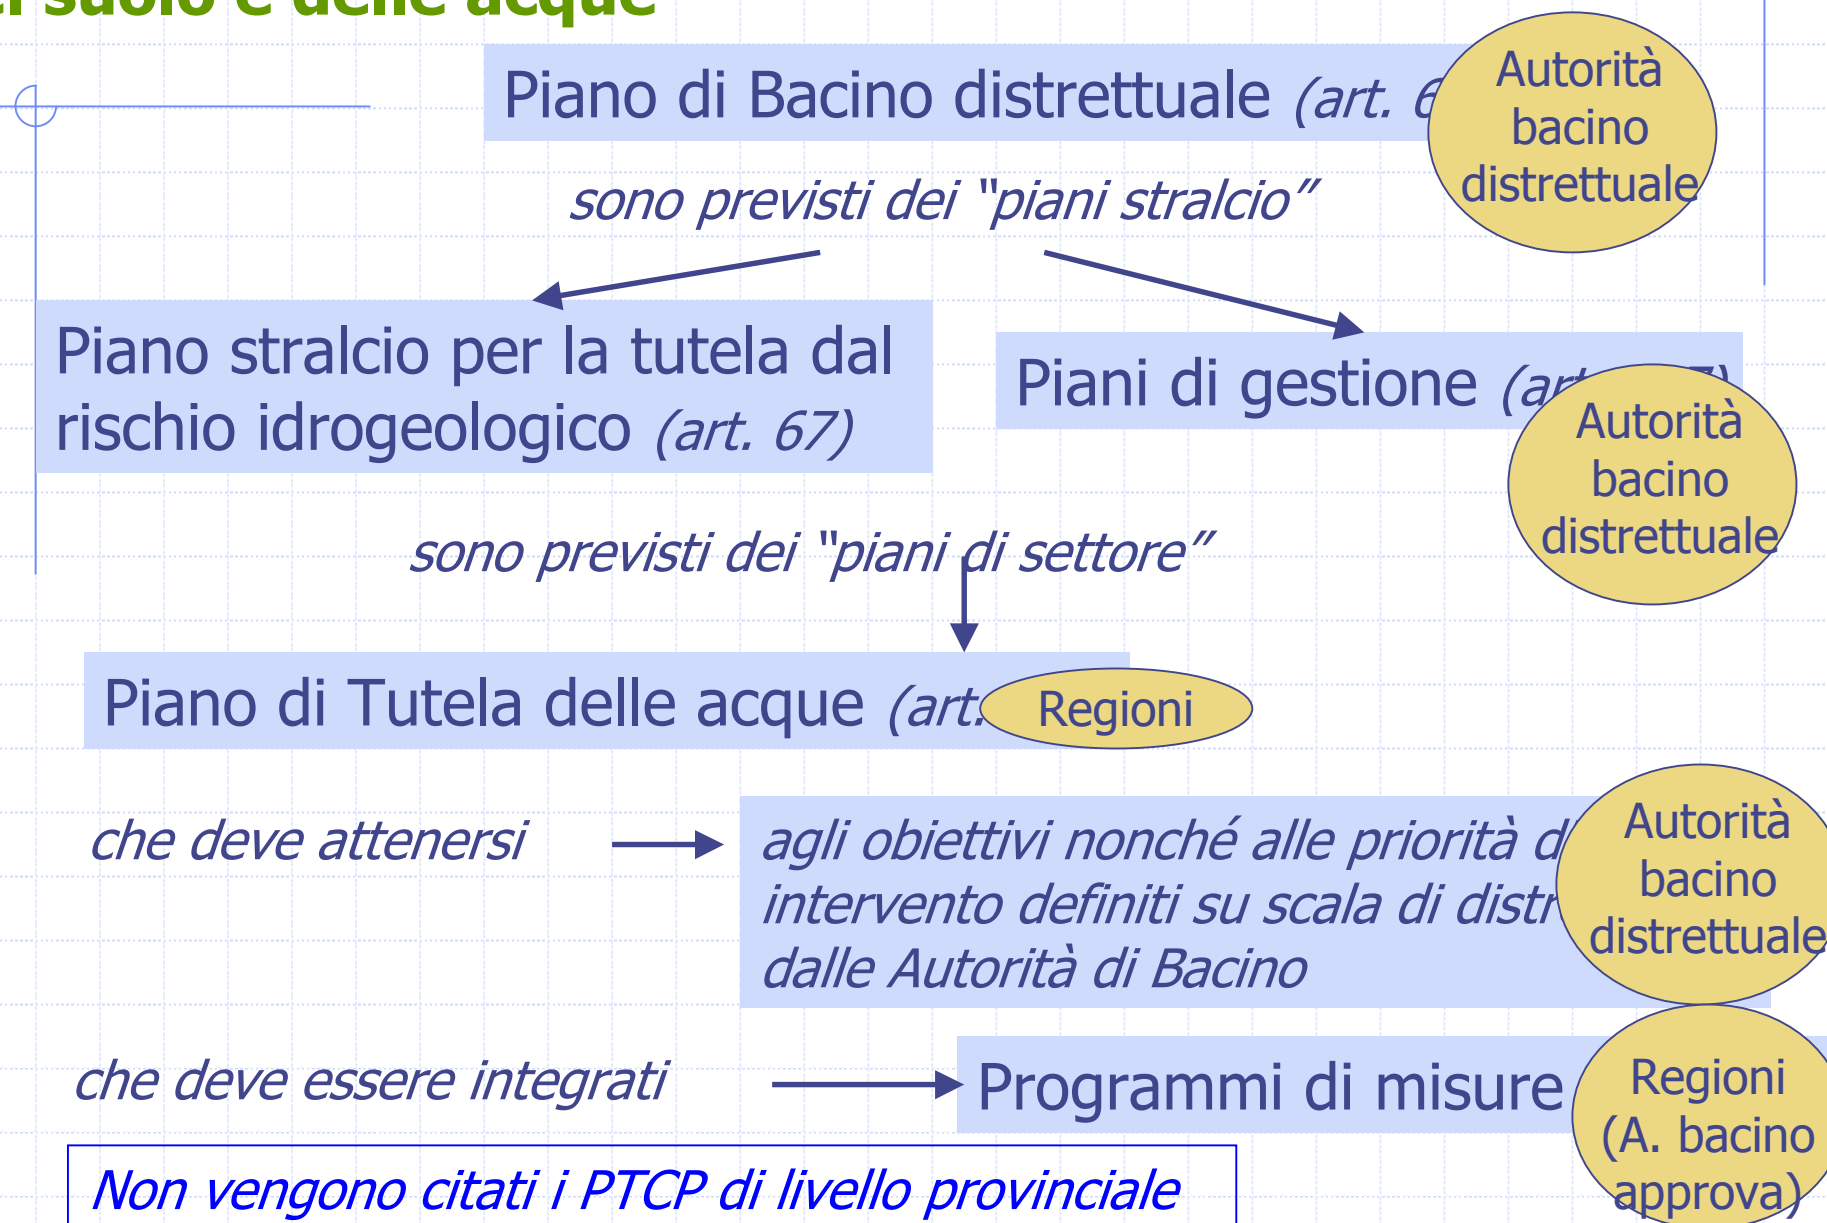 suolo e delle acque
Piano di Bacino distrettuale (art.
Autorità
bacino
distrettuale
sono previsti dei “piani stralcio”
Piano stralcio per la tutela dal
rischio idrogeologico (art. 67)
Piani di gestione
Autorità
bacino
distrettuale
sono previsti dei “piani di settore”
Piano di Tutela delle acque (art.
Regioni
che deve attenersi
agli obiettivi nonché alle priorità
intervento definiti su scala di
dalle Autorità di Bacino
Autorità
bacino
distrettuale
che deve essere integrati
Programmi di misure
Regioni
(A. bacino
approva)
Non vengono citati i PTCP di livello provinciale